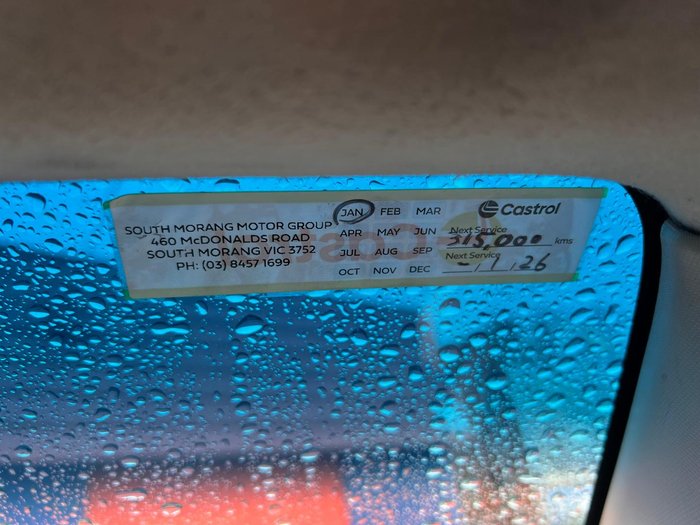 SOUTH MORANG MOTOR GROUP
460 McDONALDS ROAD
SOUTH MORANG VIC 3752
PH: (03) 8457 1699
JAN FEB MAR
APR MAY JUN
JUL AUG SEP
OCT NOV DEC
Castrol
Next Service
315,000 kms
Next Service
- / 1 / 26